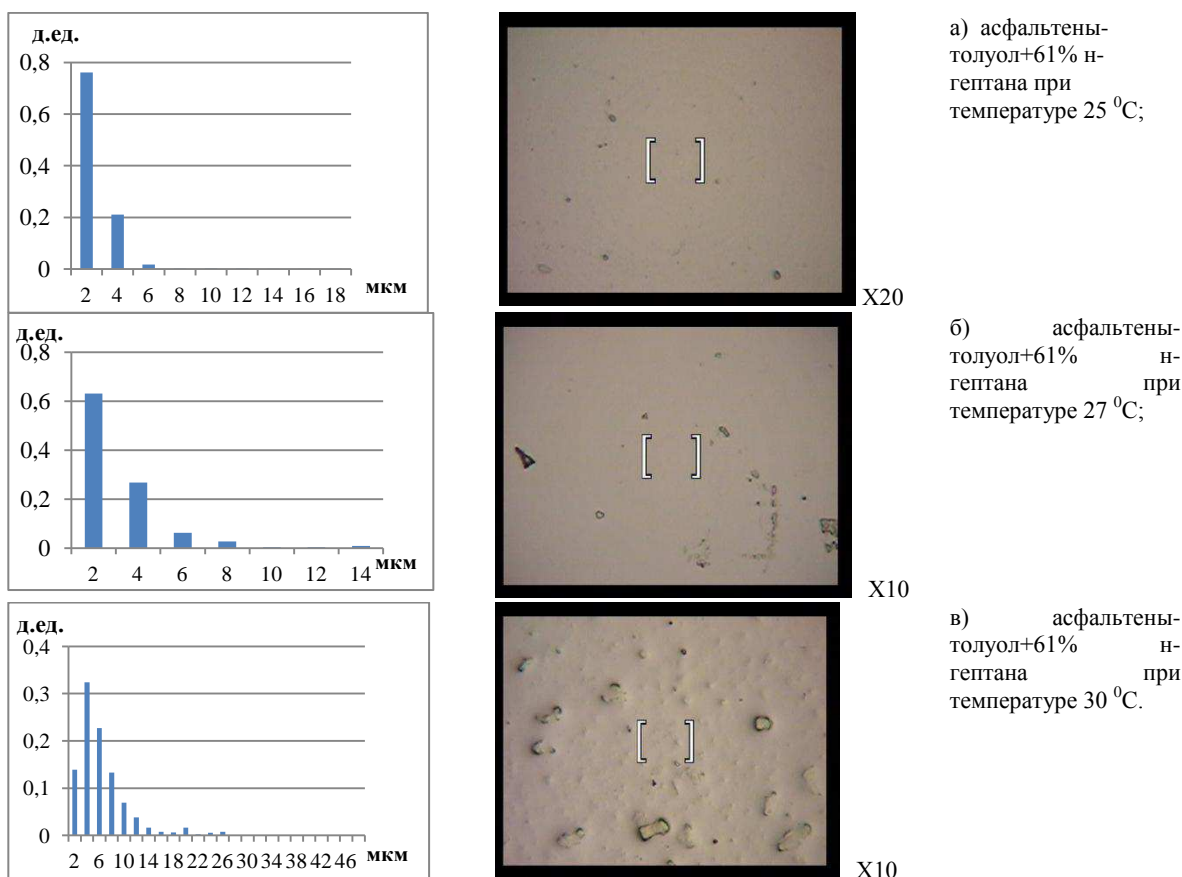 д.ед.
0,8
0,6
0,4
0,2
0
2 4 6 8 10 12 14 16 18
мкм
X20
а) асфальтены-
толуол+61% н-
гептана при
температуре 25 ⁰С;
д.ед.
0,8
0,6
0,4
0,2
0
2 4 6 8 10 12 14
мкм
X10
б) асфальтены-
толуол+61% н-
гептана при
температуре 27 ⁰С;
д.ед.
0,4
0,3
0,2
0,1
0
2 6 10 14 18 22 26 30 34 38 42 46
мкм
X10
в) асфальтены-
толуол+61% н-
гептана при
температуре 30 ⁰С.